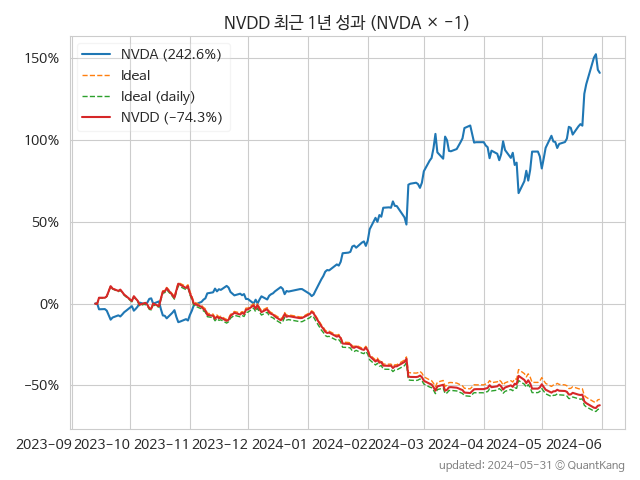 NVDD 최근 1년 성과 (NVDA × −1)
NVDA (242.6%)
Ideal
Ideal (daily)
NVDD (−74.3%)
150%
100%
50%
0%
−50%
2023-09 2023-10 2023-11 2023-12 2024-01 2024-02 2024-03 2024-04 2024-05 2024-06
updated: 2024-05-31 © QuantKang